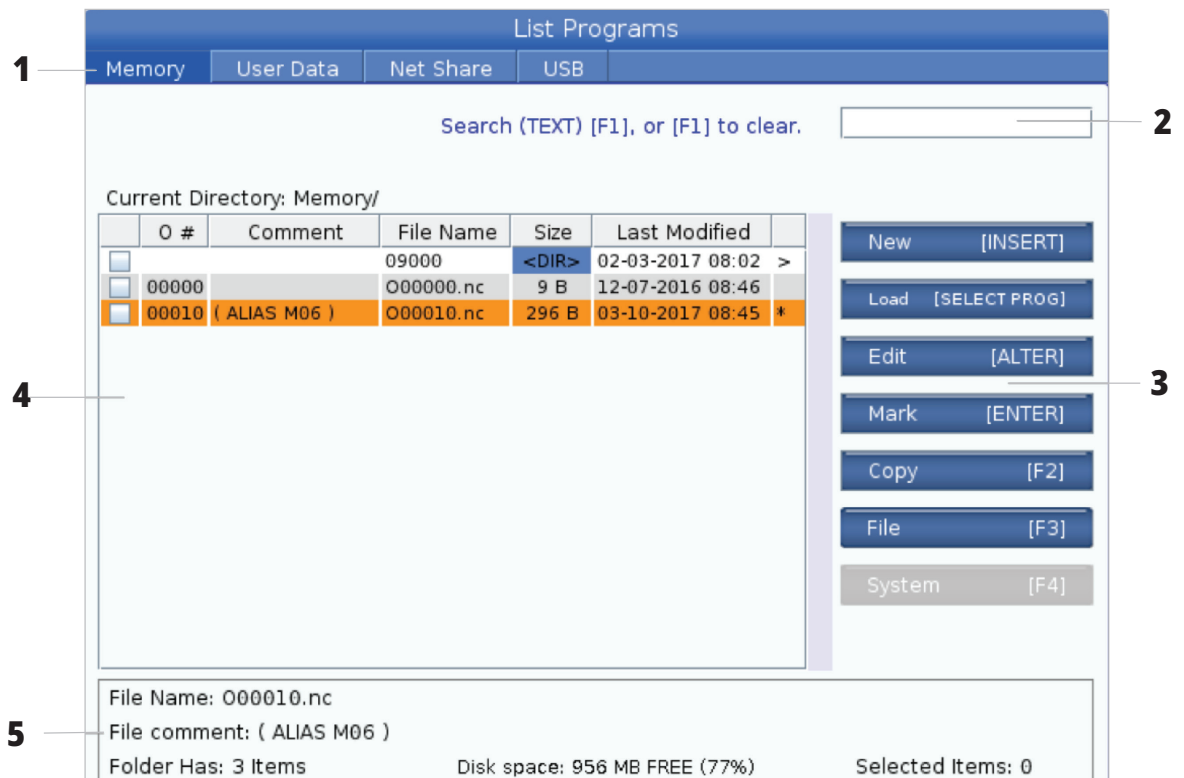 List Programs
1
Memory User Data Net Share USB
Search (TEXT) [F1], or [F1] to clear.
2
Current Directory: Memory/
O # Comment File Name Size Last Modified
09000 <DIR> 02-03-2017 08:02 >
00000 O00000.nc 9 B 12-07-2016 08:46
00010 ( ALIAS M06 ) O00010.nc 296 B 03-10-2017 08:45 *
New [INSERT]
Load [SELECT PROG]
Edit [ALTER]
3
Mark [ENTER]
Copy [F2]
File [F3]
System [F4]
4
File Name: O00010.nc
5
File comment: ( ALIAS M06 )
Folder Has: 3 Items Disk space: 956 MB FREE (77%) Selected Items: 0